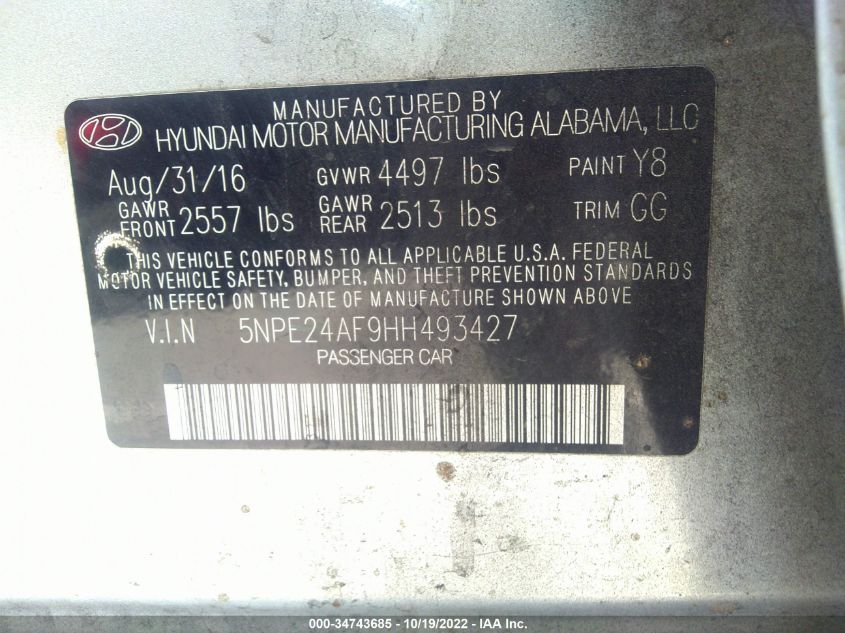 MANUFACTURED BY
HYUNDAI MOTOR MANUFACTURING ALABAMA, LLC
Aug/31/16 GVWR 4497 lbs PAINT Y8
GAWR FRONT 2557 lbs GAWR REAR 2513 lbs TRIM GG
THIS VEHICLE CONFORMS TO ALL APPLICABLE U.S.A. FEDERAL
MOTOR VEHICLE SAFETY, BUMPER, AND THEFT PREVENTION STANDARDS
IN EFFECT ON THE DATE OF MANUFACTURE SHOWN ABOVE
V.I.N 5NPE24AF9HH493427
PASSENGER CAR
000-34743685 - 10/19/2022 - IAA Inc.